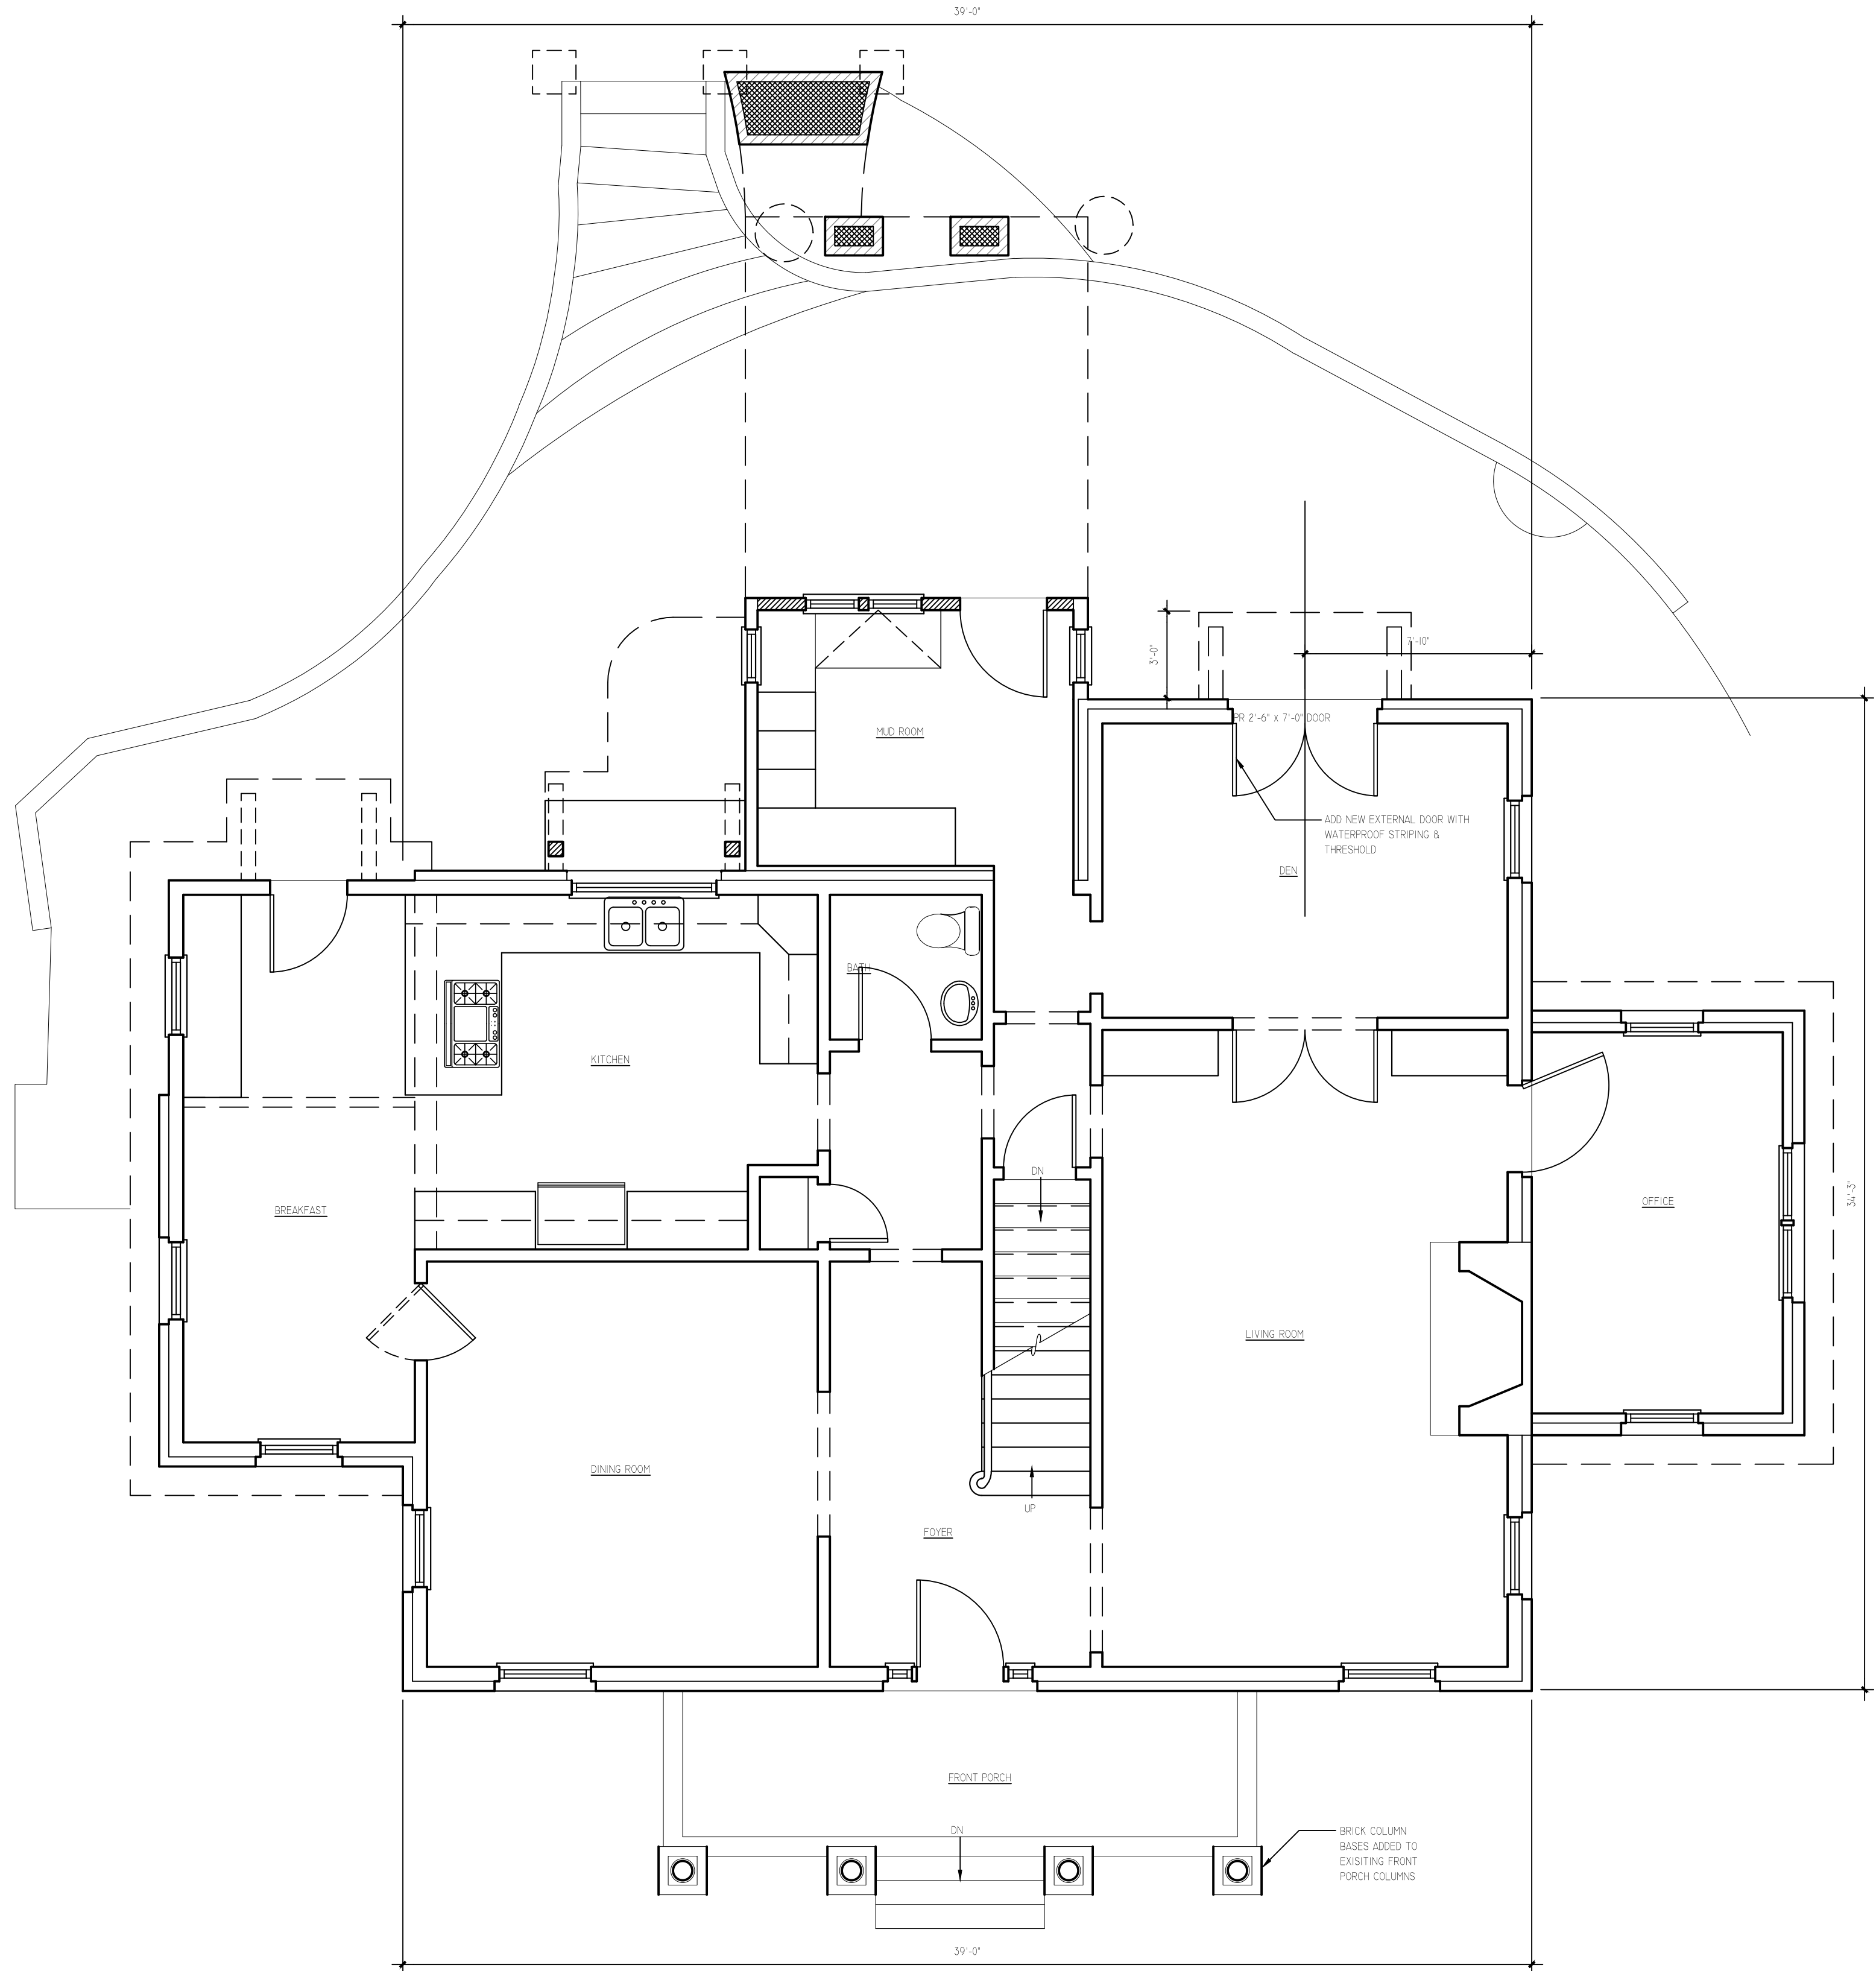 39'-0"
7'-10"
3'-0"
PR 2'-6" X 7'-0" DOOR
MUD ROOM
ADD NEW EXTERNAL DOOR WITH
WATERPROOF STRIPING &
THRESHOLD
DEN
BATH
KITCHEN
DN
BREAKFAST
OFFICE
34'-3"
LIVING ROOM
DINING ROOM
UP
FOYER
FRONT PORCH
DN
BRICK COLUMN
BASES ADDED TO
EXISITING FRONT
PORCH COLUMNS
39'-0"